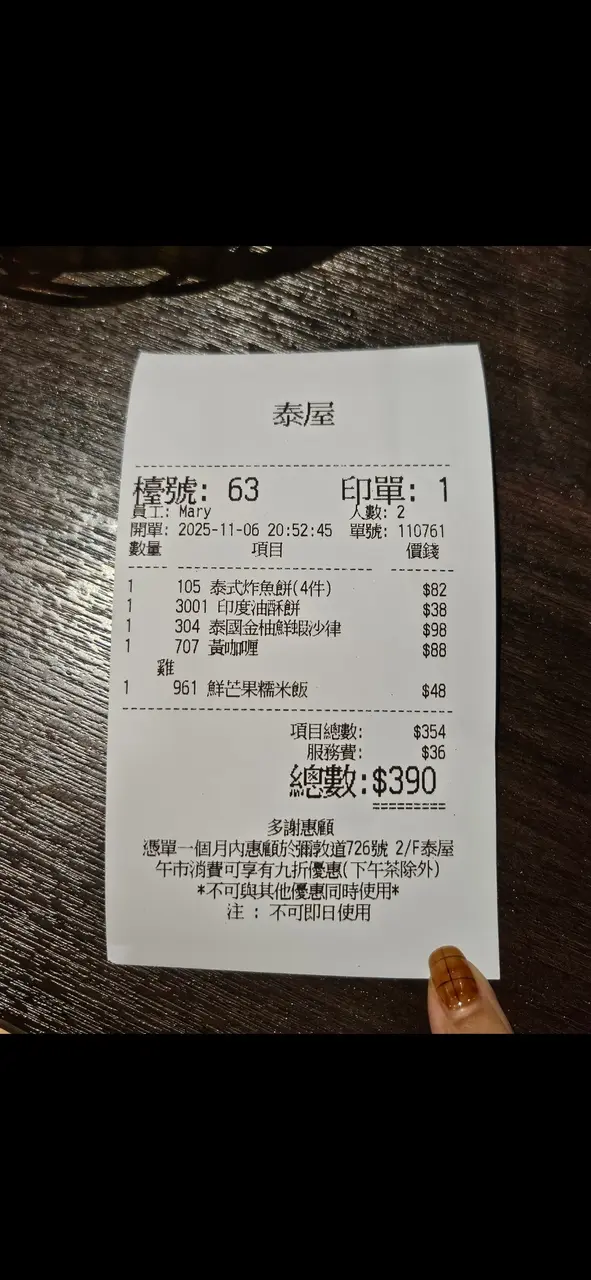 泰屋
檯號: 63 印單: 1
員工: Mary 人數: 2
開單: 2025-11-06 20:52:45 單號: 110761
數量 項目 價錢
1 105 泰式炸魚餅(4件) $82
1 3001 印度油酥餅 $38
1 304 泰國金柚鮮蝦沙律 $98
1 707 黃咖喱 $88
雞
1 961 鮮芒果糯米飯 $48
項目總數: $354
服務費: $36
總數:$390
多謝惠顧
憑單一個月內惠顧於彌敦道726號 2/F泰屋
午市消費可享有九折優惠(下午茶除外)
*不可與其他優惠同時使用*
注 : 不可即日使用